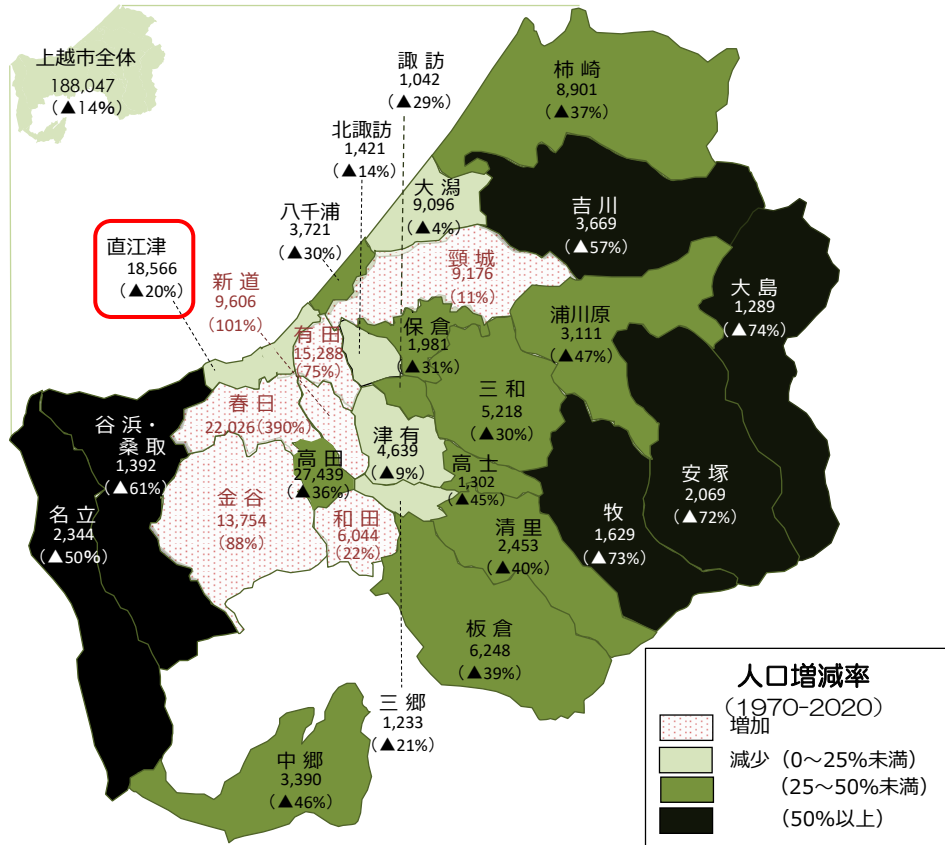 上越市全体
188,047
(▲14%)
諏訪
1,042
(▲29%)
北諏訪
1,421
(▲14%)
八千浦
3,721
(▲30%)
直江津
18,566
(▲20%)
新道
9,606
(101%)
柿崎
8,901
(▲37%)
大潟
9,096
(▲4%)
吉川
3,669
(▲57%)
頸城
9,176
(11%)
大島
1,289
(▲74%)
浦川原
3,111
(▲47%)
有田
15,288
(75%)
保倉
1,981
(▲31%)
三和
5,218
(▲30%)
春日
22,026(390%)
谷浜・
桑取
1,392
(▲61%)
名立
2,344
(▲50%)
高田
27,439
(▲36%)
津有
4,639
(▲9%)
高士
1,302
(▲45%)
金谷
13,754
(88%)
和田
6,044
(22%)
清里
2,453
(▲40%)
牧
1,629
(▲73%)
安塚
2,069
(▲72%)
板倉
6,248
(▲39%)
三郷
1,233
(▲21%)
中郷
3,390
(▲46%)
人口増減率
(1970-2020)
増加
減少(0~25%未満)
(25~50%未満)
(50%以上)